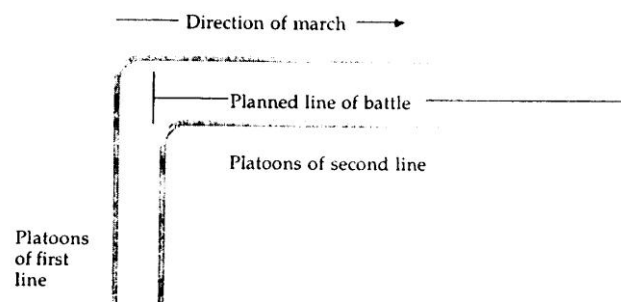 Direction of march
Planned line of battle
Platoons of second line
Platoons
of first
line